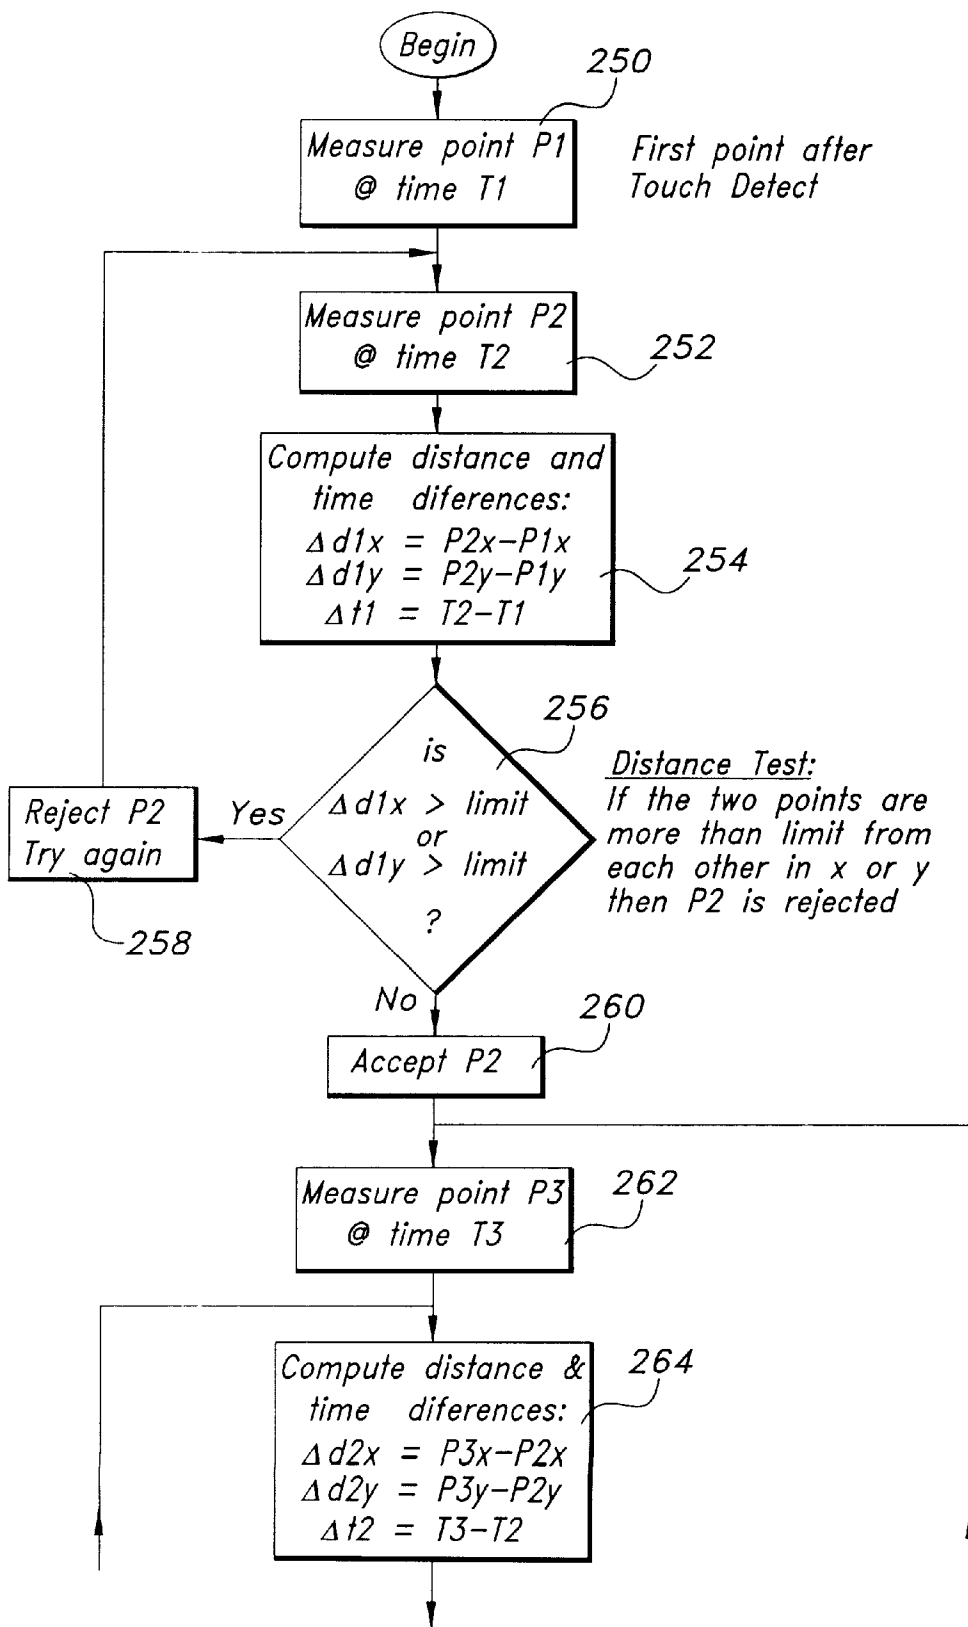 Begin
250
Measure point P1
@ time T1
First point after
Touch Detect
Measure point P2
@ time T2
252
Compute distance and
time diferences:
Δd1x = P2x-P1x
Δd1y = P2y-P1y
Δt1 = T2-T1
254
256
is
Δd1x > limit
or
Δd1y > limit
?
Distance Test:
If the two points are
more than limit from
each other in x or y
then P2 is rejected
Yes
Reject P2
Try again
258
No
260
Accept P2
Measure point P3
@ time T3
262
Compute distance &
time diferences:
Δd2x = P3x-P2x
Δd2y = P3y-P2y
Δt2 = T3-T2
264